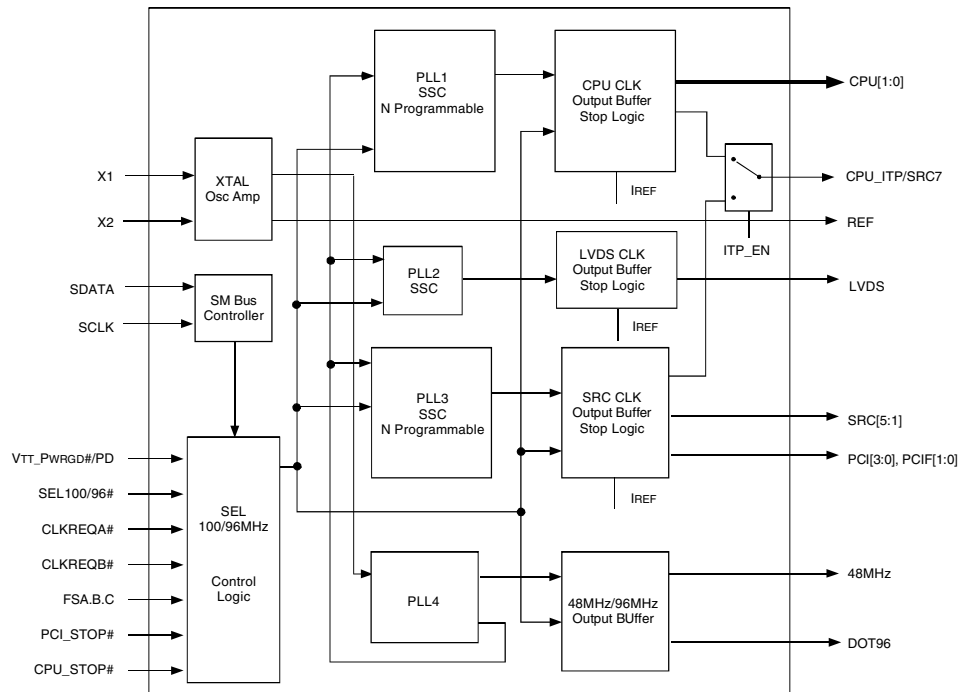 PLL1
SSC
N Programmable
CPU CLK
Output Buffer
Stop Logic
CPU[1:0]
IREF
X1
X2
XTAL
Osc Amp
CPU_ITP/SRC7
REF
ITP_EN
SDATA
SCLK
SM Bus
Controller
PLL2
SSC
LVDS CLK
Output Buffer
Stop Logic
LVDS
IREF
PLL3
SSC
N Programmable
SRC CLK
Output Buffer
Stop Logic
SRC[5:1]
PCI[3:0], PCIF[1:0]
IREF
VTT_PWRGD#/PD
SEL100/96#
CLKREQA#
CLKREQB#
FSA.B.C
PCI_STOP#
CPU_STOP#
SEL
100/96MHz
Control
Logic
PLL4
48MHz/96MHz
Output BUffer
48MHz
DOT96